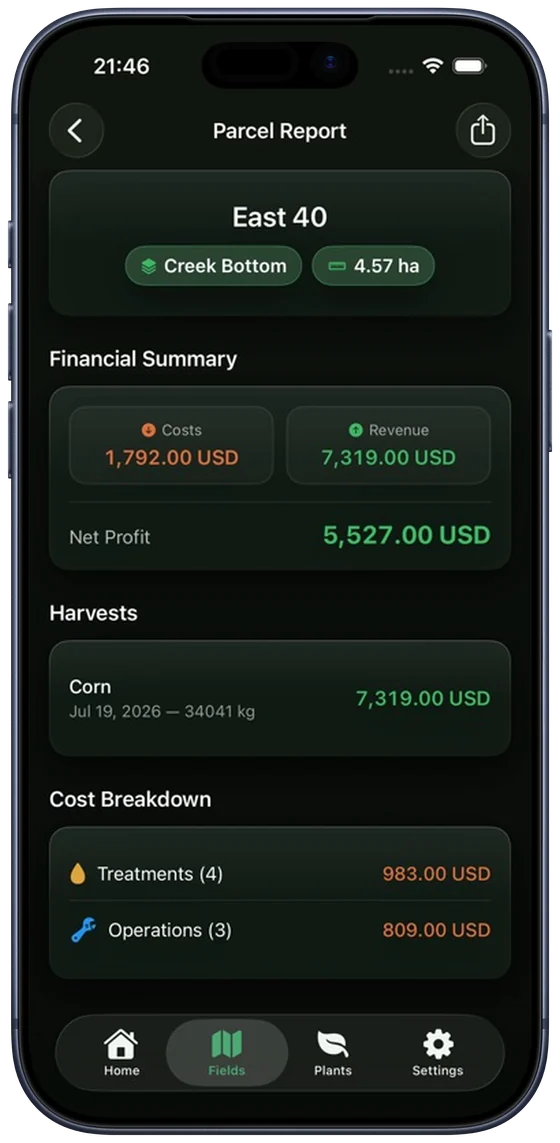 21:46
Parcel Report
East 40
Creek Bottom
4.57 ha
Financial Summary
Costs
1,792.00 USD
Revenue
7,319.00 USD
Net Profit
5,527.00 USD
Harvests
Corn
Jul 19, 2026 — 34041 kg
7,319.00 USD
Cost Breakdown
Treatments (4)
983.00 USD
Operations (3)
809.00 USD
Home
Fields
Plants
Settings